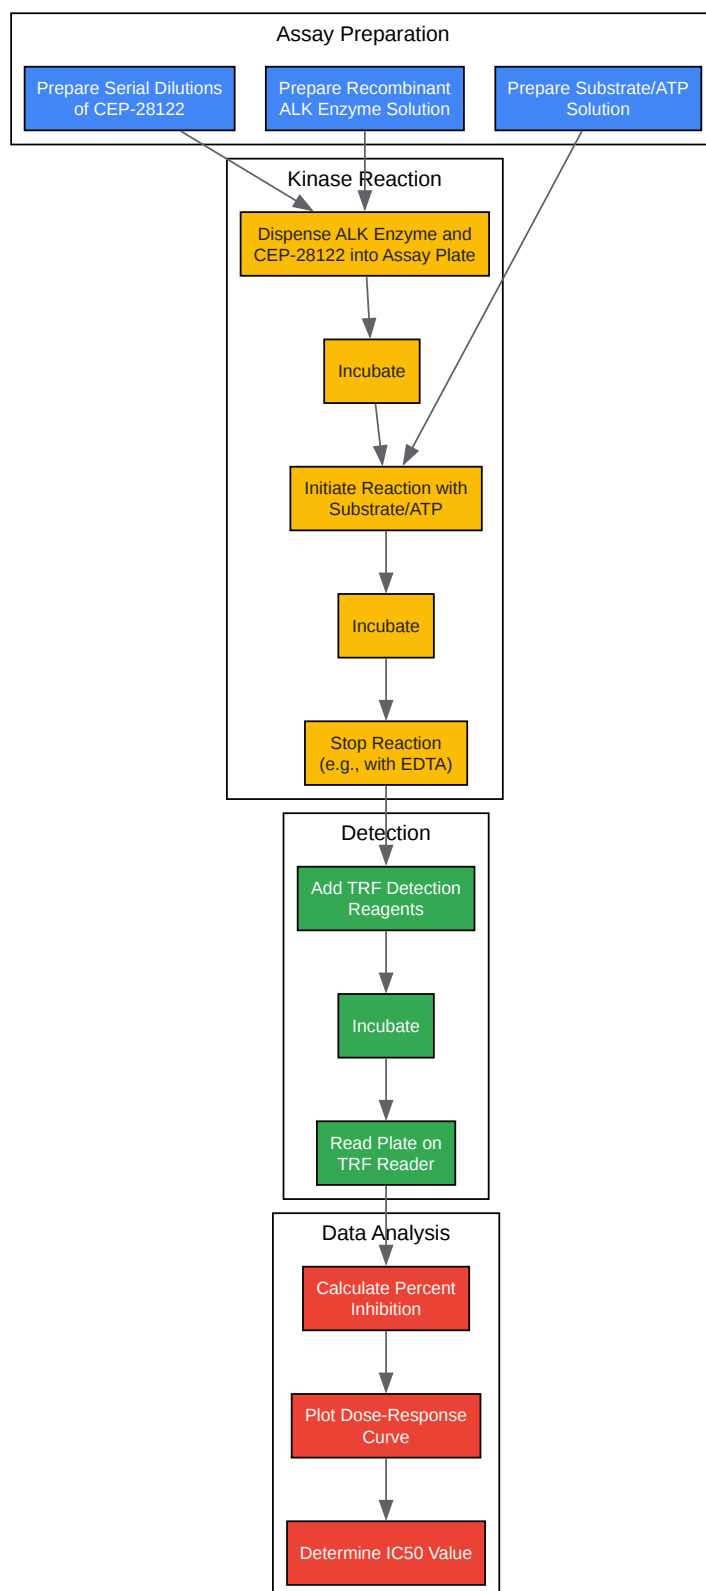 Assay Preparation
Prepare Serial Dilutions
of CEP-28122
Prepare Recombinant
ALK Enzyme Solution
Prepare Substrate/ATP
Solution
Kinase Reaction
Dispense ALK Enzyme and
CEP-28122 into Assay Plate
Incubate
Initiate Reaction with
Substrate/ATP
Incubate
Stop Reaction
(e.g., with EDTA)
Detection
Add TRF Detection
Reagents
Incubate
Read Plate on
TRF Reader
Data Analysis
Calculate Percent
Inhibition
Plot Dose-Response
Curve
Determine IC50 Value